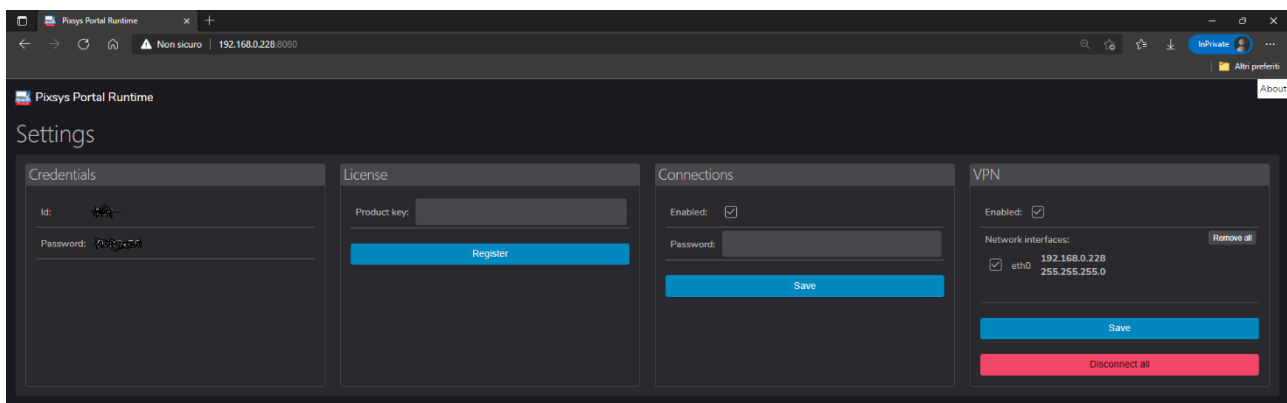 Pixsys Portal Runtime
Non sicuro | 192.168.0.228:8080
InPrivate
Altri preferiti
Pixsys Portal Runtime
About
Settings
Credentials
Id:
Password:
License
Product key:
Register
Connections
Enabled:
Password:
Save
VPN
Enabled:
Network interfaces:
Remove all
eth0
192.168.0.228
255.255.255.0
Save
Disconnect all